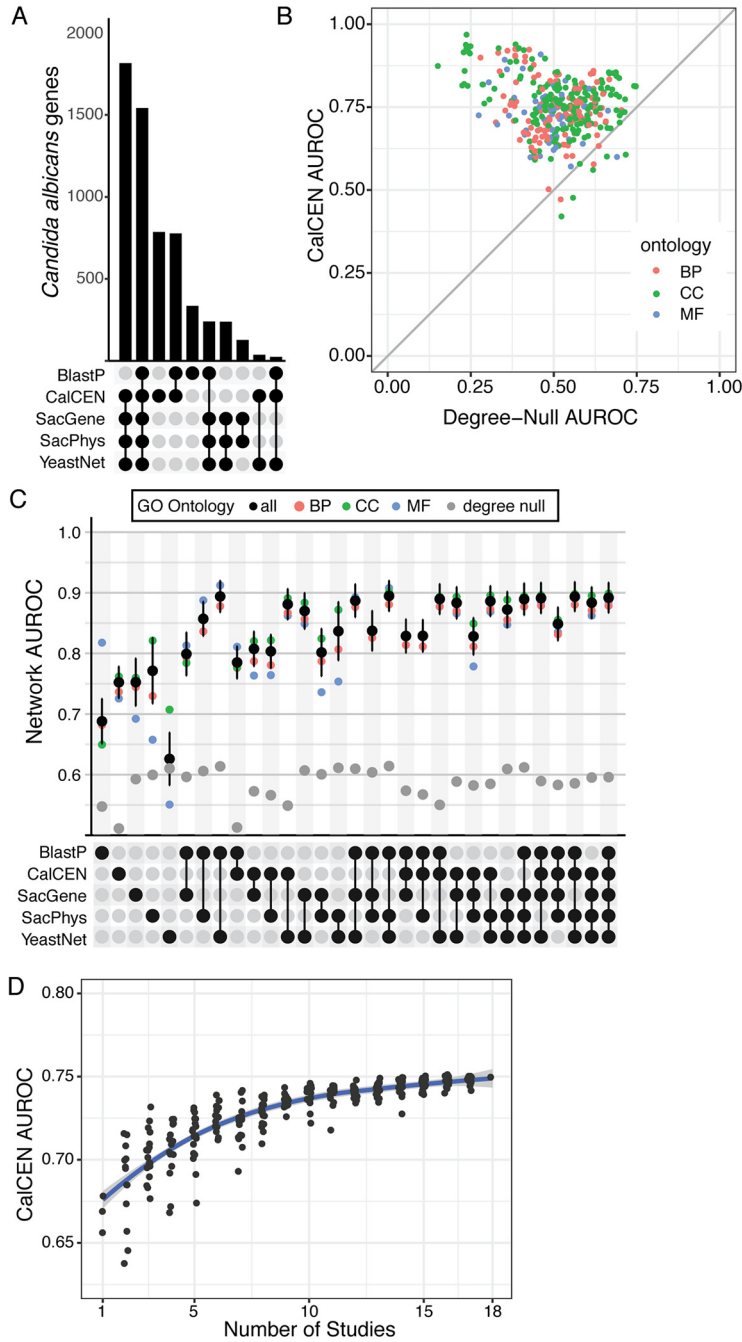 A
Candida albicans genes
2000
1500
1000
500
BlastP
CalCEN
SacGene
SacPhys
YeastNet
B
CalCEN AUROC
1.00
0.75
0.50
0.25
0.00
ontology
BP
CC
MF
0.00 0.25 0.50 0.75 1.00
Degree−Null AUROC
C
GO Ontology all BP CC MF degree null
Network AUROC
1.0
0.9
0.8
0.7
0.6
BlastP
CalCEN
SacGene
SacPhys
YeastNet
D
CalCEN AUROC
0.80
0.75
0.70
0.65
1 5 10 15 18
Number of Studies